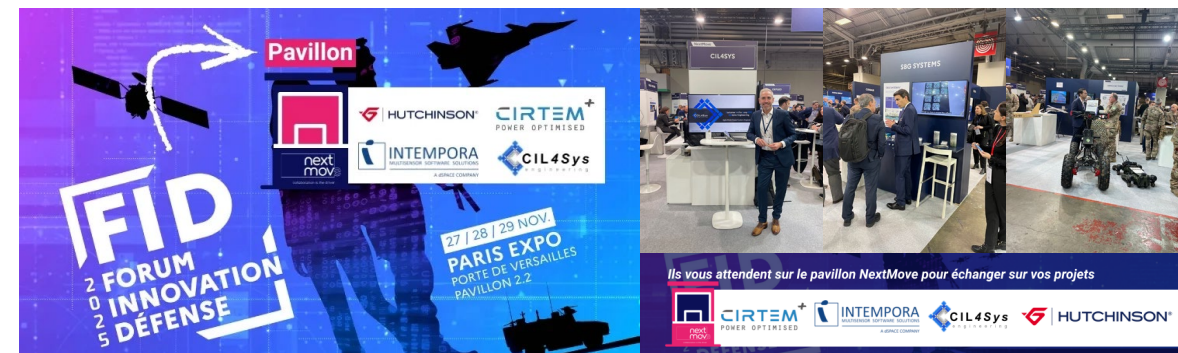 Pavillon
HUTCHINSON®
CIRTEM+
POWER OPTIMISED
next
move
INTEMPORA
MULTISENSOR SOFTWARE SOLUTIONS
A dSPACE COMPANY
CIL4Sys
engineering
FID
2025
FORUM
INNOVATION
DÉFENSE
27 / 28 / 29 NOV.
PARIS EXPO
PORTE DE VERSAILLES
PAVILLON 2.2
CIL4SYS
SBG SYSTEMS
Ils vous attendent sur le pavillon NextMove pour échanger sur vos projets
next
move
CIRTEM+
POWER OPTIMISED
INTEMPORA
MULTISENSOR SOFTWARE SOLUTIONS
A dSPACE COMPANY
CIL4Sys
engineering
HUTCHINSON®